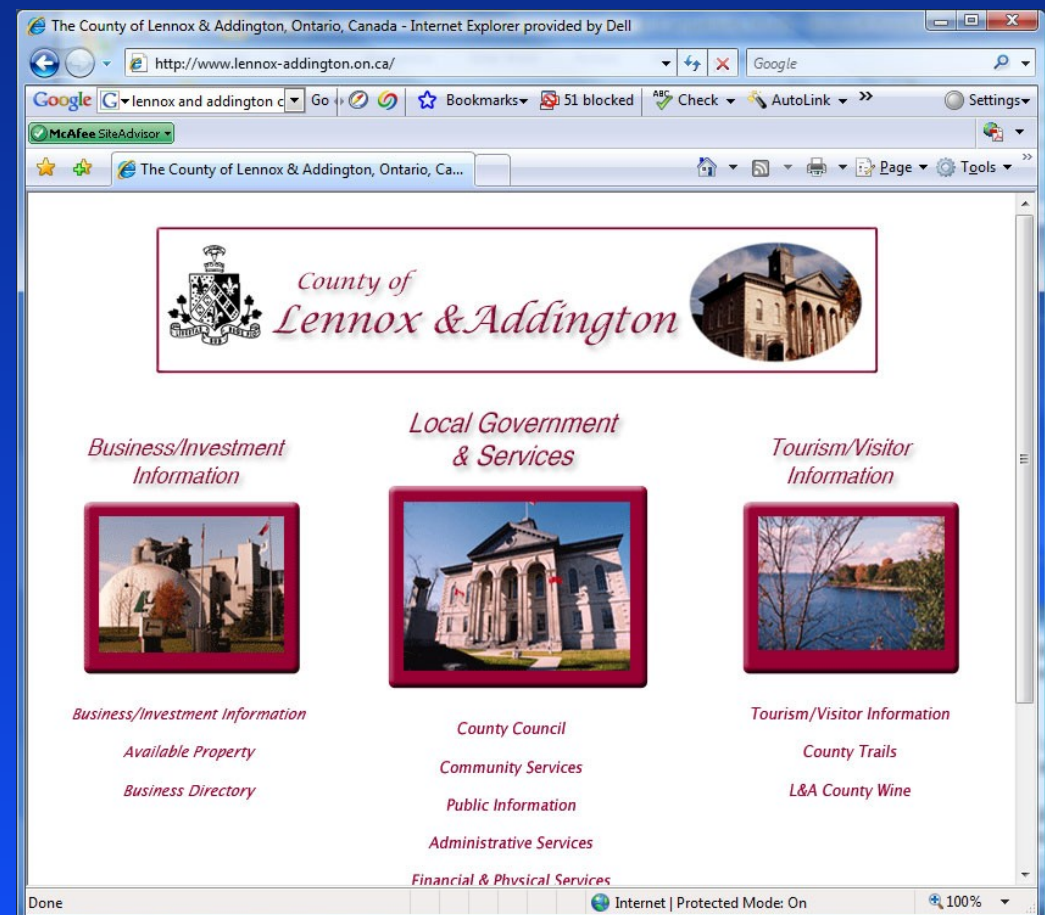 The County of Lennox & Addington, Ontario, Canada - Internet Explorer provided by Dell
http://www.lennox-addington.on.ca/
Google
Google lennox and addington c Go Bookmarks 51 blocked Check AutoLink » Settings
McAfee SiteAdvisor
The County of Lennox & Addington, Ontario, Ca... Page Tools »
County of
Lennox & Addington
Business/Investment
Information
Local Government
& Services
Tourism/Visitor
Information
Business/Investment Information
Available Property
Business Directory
County Council
Community Services
Public Information
Administrative Services
Financial & Physical Services
Tourism/Visitor Information
County Trails
L&A County Wine
Done Internet | Protected Mode: On 100%